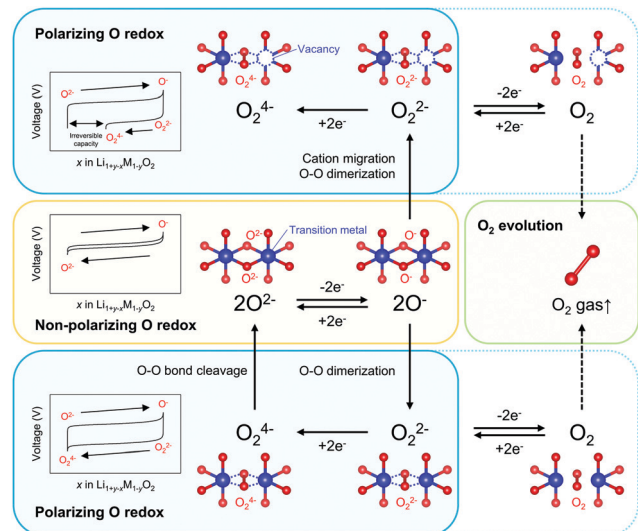 Polarizing O redox
Voltage (V)
O²⁻
O⁻
Irreversible
capacity
O₂⁴⁻
O₂²⁻
x in Li₁₊y₋ₓM₁₋yO₂
Vacancy
O₂⁴⁻
O₂²⁻
O₂
O₂⁴⁻
+2e⁻
O₂²⁻
-2e⁻
+2e⁻
O₂
Cation migration
O-O dimerization
Voltage (V)
O⁻
O²⁻
x in Li₁₊y₋ₓM₁₋yO₂
Non-polarizing O redox
O²⁻
Transition metal
O²⁻
O⁻
O⁻
2O²⁻
-2e⁻
+2e⁻
2O⁻
O₂ evolution
O₂ gas↑
O-O bond cleavage
O-O dimerization
Voltage (V)
O²⁻
O⁻
O₂⁴⁻
O₂²⁻
x in Li₁₊y₋ₓM₁₋yO₂
O₂⁴⁻
+2e⁻
O₂²⁻
-2e⁻
+2e⁻
O₂
O₂⁴⁻
O₂²⁻
O₂
Polarizing O redox